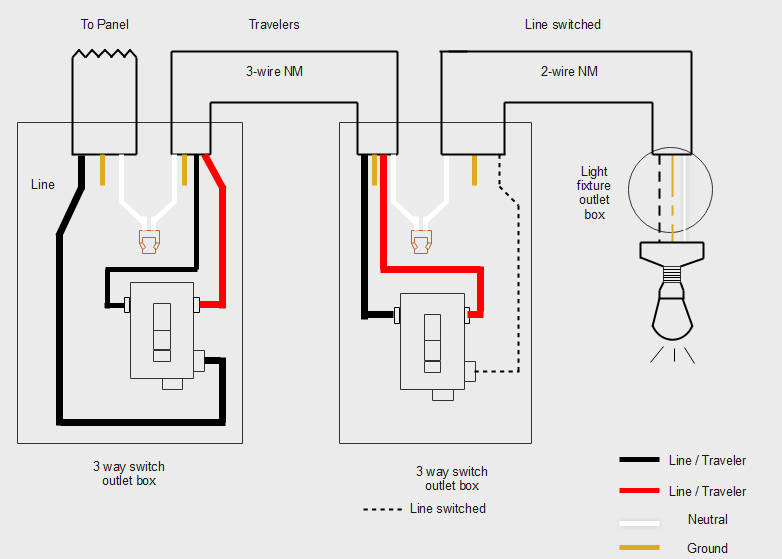 To Panel
Travelers
Line switched
3-wire NM
2-wire NM
Line
Light
fixture
outlet
box
3 way switch
outlet box
3 way switch
outlet box
Line switched
Line / Traveler
Line / Traveler
Neutral
Ground